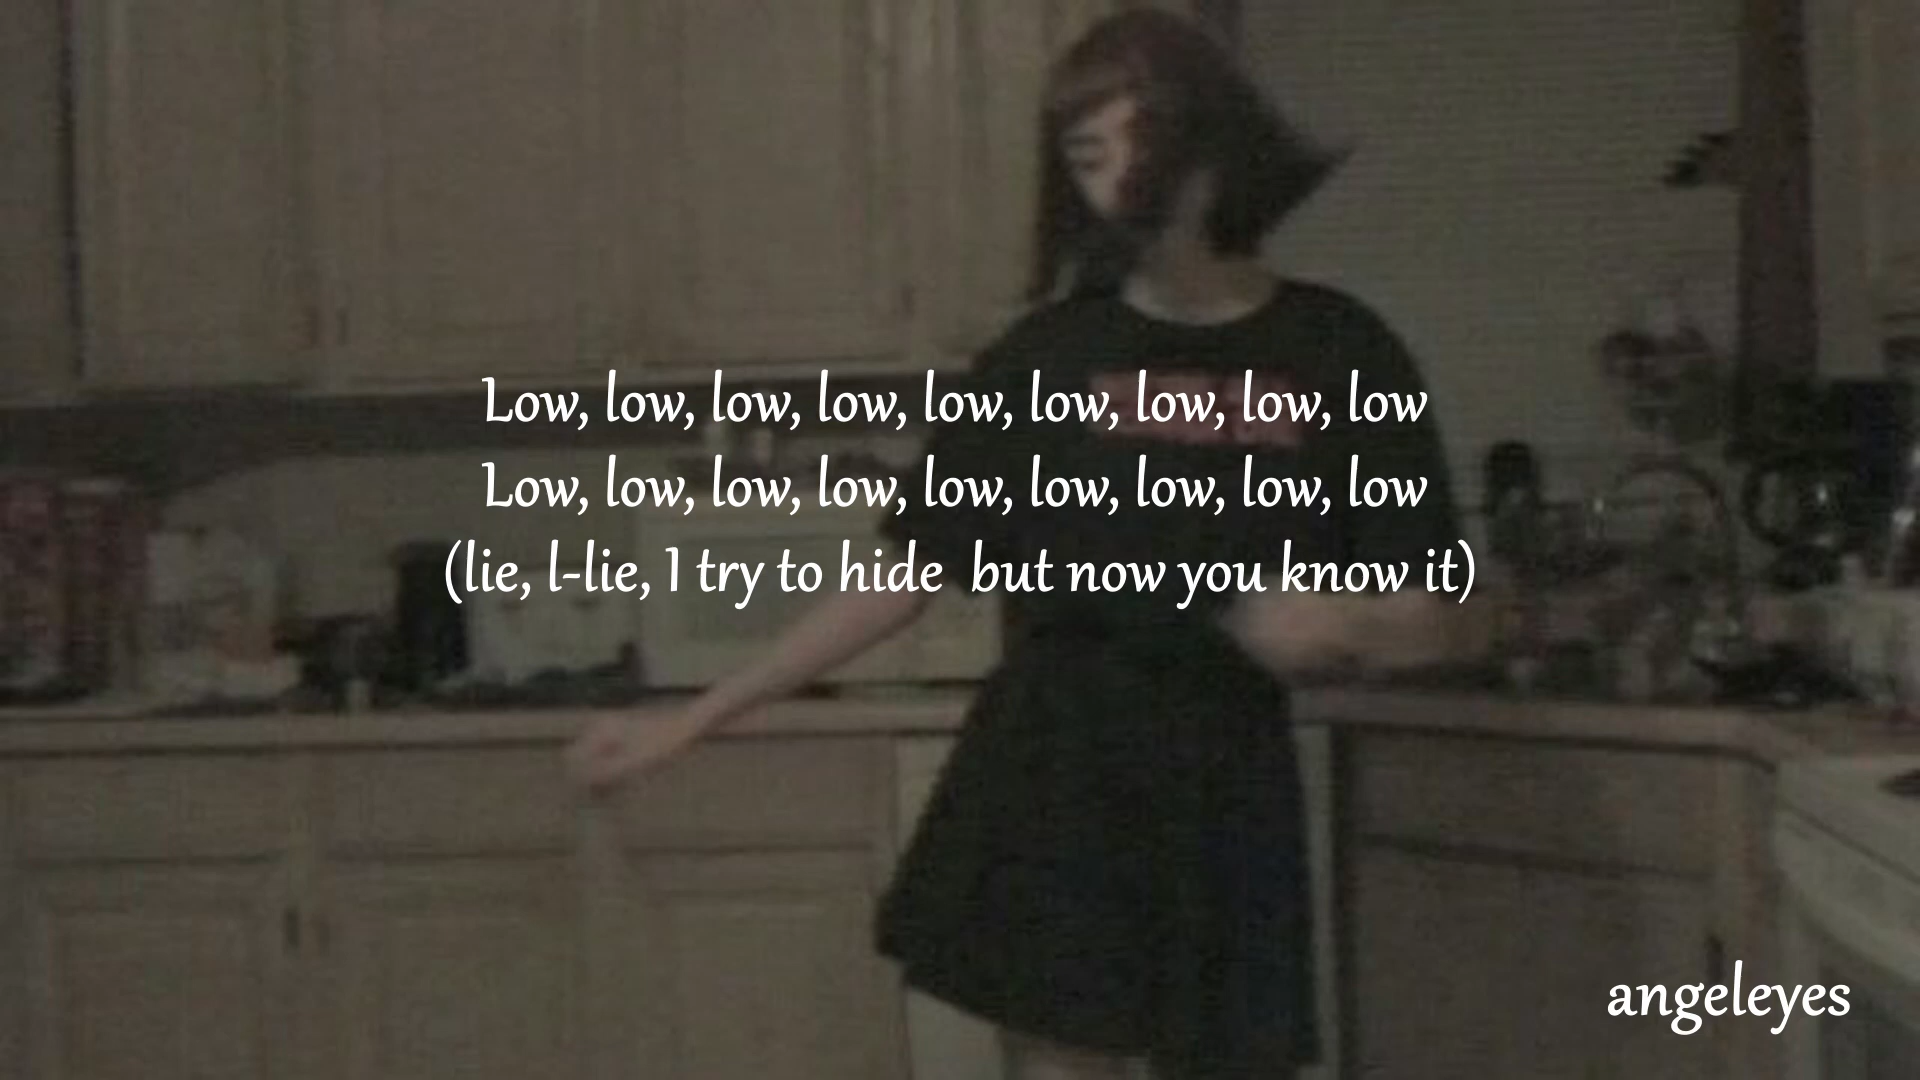 Low, low, low, low, low, low, low, low, low
Low, low, low, low, low, low, low, low, low
(lie, l-lie, I try to hide  but now you know it)
angeleyes